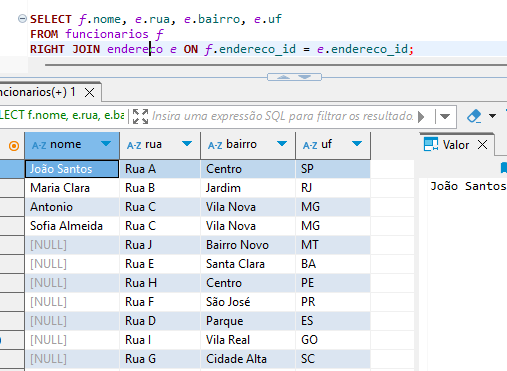 SELECT f.nome, e.rua, e.bairro, e.uf
FROM funcionarios f
RIGHT JOIN endereco e ON f.endereco_id = e.endereco_id;
ncionarios(+) 1
ELECT f.nome, e.rua, e.ba
Insira uma expressão SQL para filtrar os resultado.
A-Z nome A-Z rua A-Z bairro A-Z uf
Valor
João Santos Rua A Centro SP
João Santos
Maria Clara Rua B Jardim RJ
Antonio Rua C Vila Nova MG
Sofia Almeida Rua C Vila Nova MG
[NULL] Rua J Bairro Novo MT
[NULL] Rua E Santa Clara BA
[NULL] Rua H Centro PE
[NULL] Rua F São José PR
[NULL] Rua D Parque ES
[NULL] Rua I Vila Real GO
[NULL] Rua G Cidade Alta SC